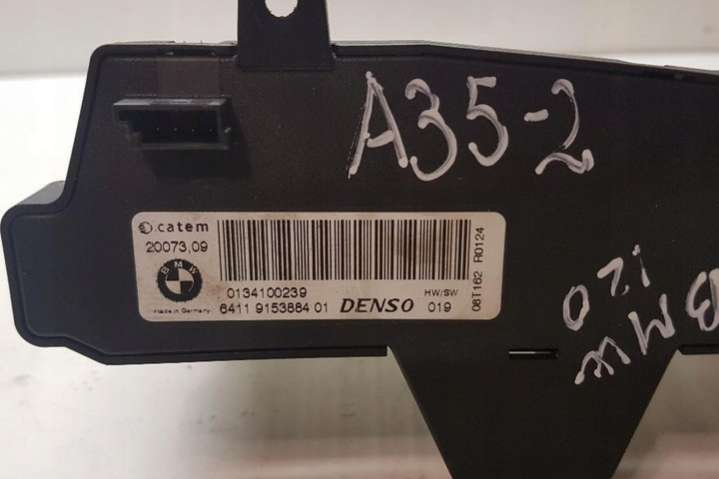 A35-2
catem
20073,09
BMW
0134100239
HW/SW
Made in Germany
6411 9153884 01 DENSO 019
08T162 R0124
BMW
120